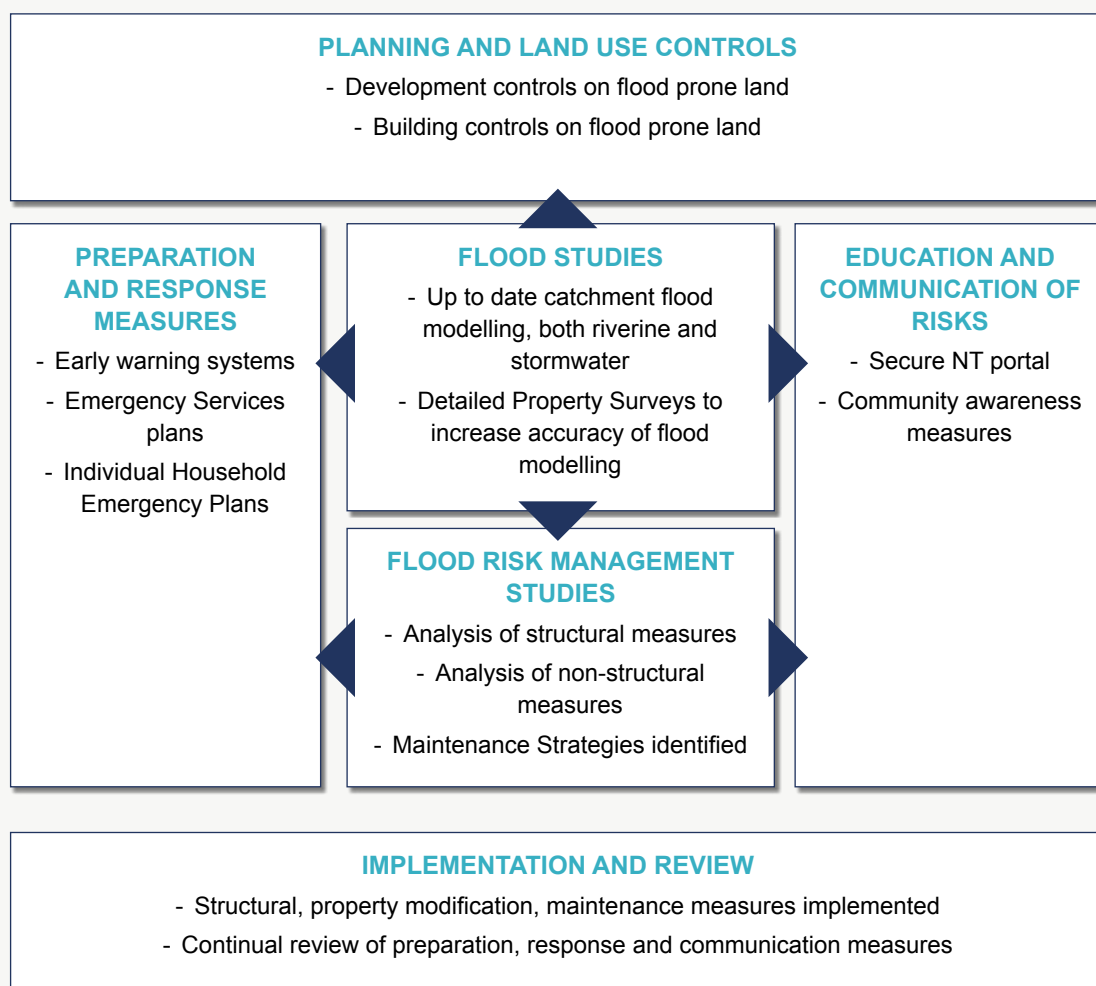 PLANNING AND LAND USE CONTROLS
- Development controls on flood prone land
- Building controls on flood prone land
PREPARATION
AND RESPONSE
MEASURES
- Early warning systems
- Emergency Services
plans
- Individual Household
Emergency Plans
FLOOD STUDIES
- Up to date catchment flood
modelling, both riverine and
stormwater
- Detailed Property Surveys to
increase accuracy of flood
modelling
EDUCATION AND
COMMUNICATION OF
RISKS
- Secure NT portal
- Community awareness
measures
FLOOD RISK MANAGEMENT
STUDIES
- Analysis of structural measures
- Analysis of non-structural
measures
- Maintenance Strategies identified
IMPLEMENTATION AND REVIEW
- Structural, property modification, maintenance measures implemented
- Continual review of preparation, response and communication measures